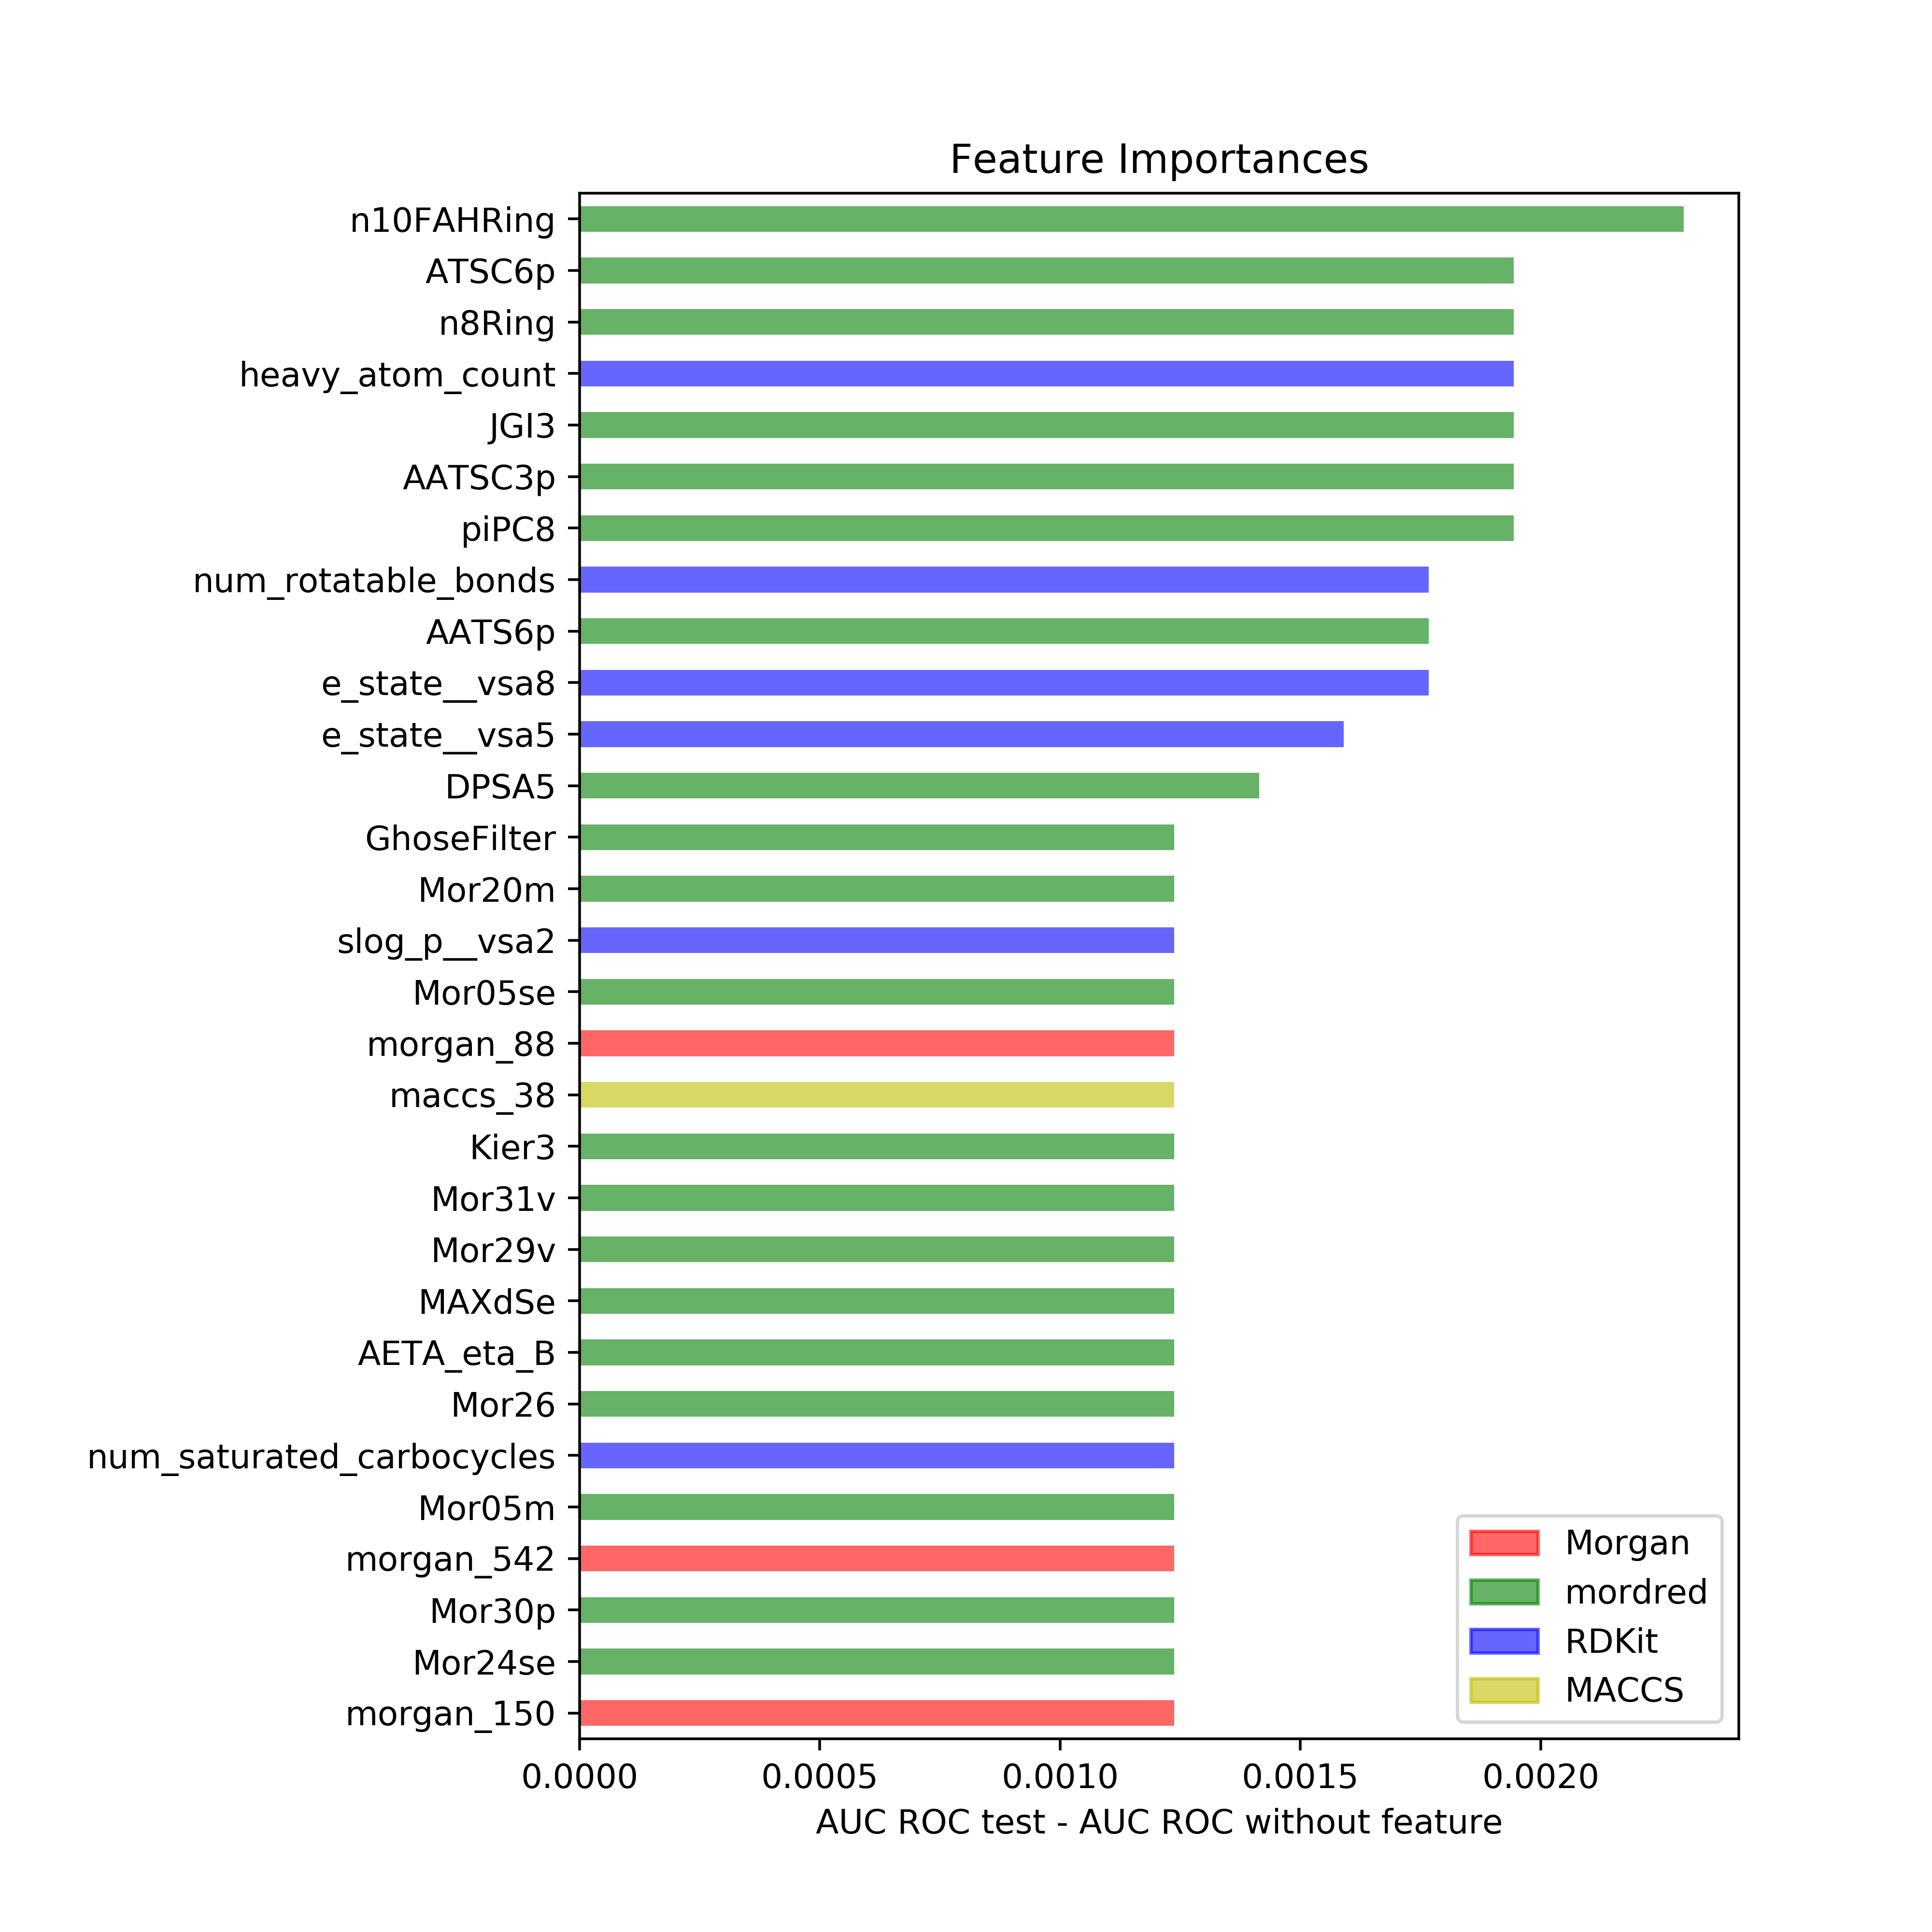 Feature Importances
n10FAHRing
ATSC6p
n8Ring
heavy_atom_count
JGI3
AATSC3p
piPC8
num_rotatable_bonds
AATS6p
e_state__vsa8
e_state__vsa5
DPSA5
GhoseFilter
Mor20m
slog_p__vsa2
Mor05se
morgan_88
maccs_38
Kier3
Mor31v
Mor29v
MAXdSe
AETA_eta_B
Mor26
num_saturated_carbocycles
Mor05m
morgan_542
Mor30p
Mor24se
morgan_150
Morgan
mordred
RDKit
MACCS
0.0000 0.0005 0.0010 0.0015 0.0020
AUC ROC test - AUC ROC without feature